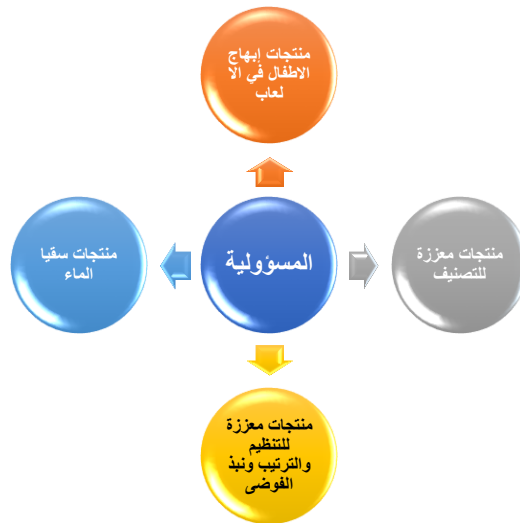 منتجات إبهاج
الاطفال في الا
لعاب
منتجات معززة
للتصنيف
المسؤولية
منتجات سقيا
الماء
منتجات معززة
للتنظيم
والترتيب ونبذ
الفوضى